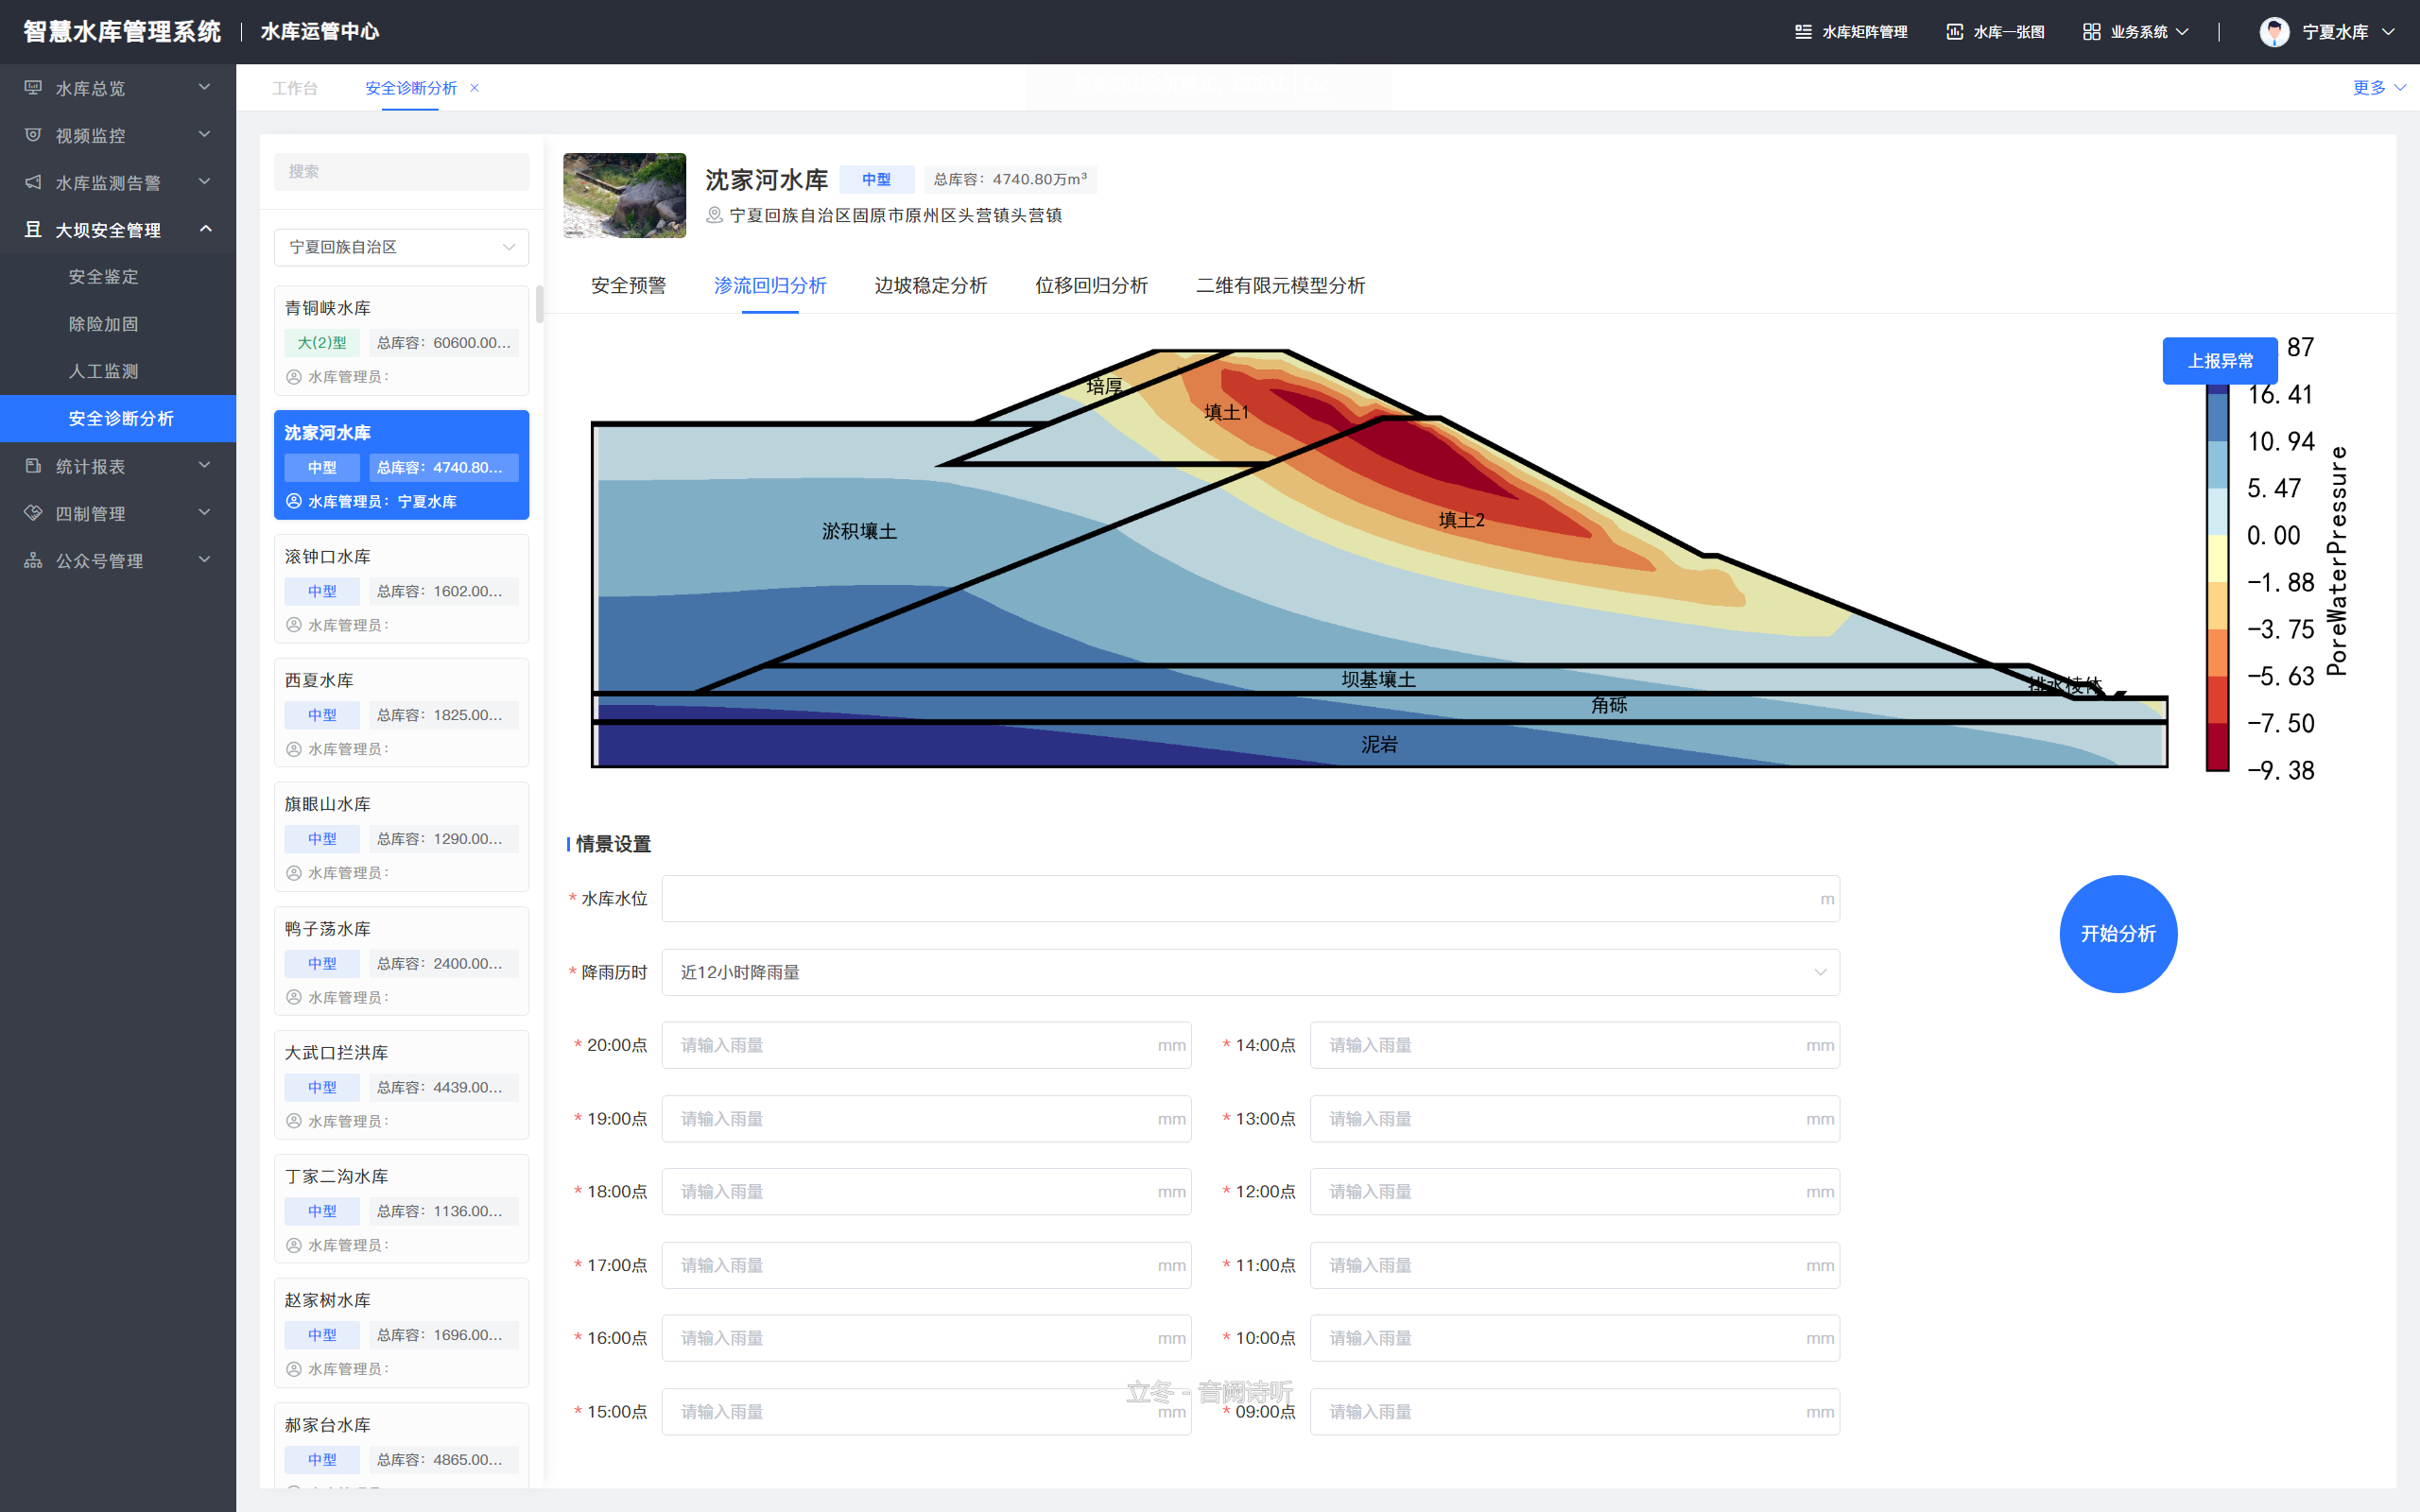 智慧水库管理系统
水库运管中心
水库矩阵管理
水库一张图
业务系统
宁夏水库
水库总览
视频监控
水库监测告警
大坝安全管理
安全鉴定
除险加固
人工监测
安全诊断分析
统计报表
四制管理
公众号管理
工作台
安全诊断分析 ×
更多
搜索
宁夏回族自治区
青铜峡水库
大(2)型 总库容：60600.00...
水库管理员：
沈家河水库
中型 总库容：4740.80...
水库管理员：宁夏水库
滚钟口水库
中型 总库容：1602.00...
水库管理员：
西夏水库
中型 总库容：1825.00...
水库管理员：
旗眼山水库
中型 总库容：1290.00...
水库管理员：
鸭子荡水库
中型 总库容：2400.00...
水库管理员：
大武口拦洪库
中型 总库容：4439.00...
水库管理员：
丁家二沟水库
中型 总库容：1136.00...
水库管理员：
赵家树水库
中型 总库容：1696.00...
水库管理员：
郝家台水库
中型 总库容：4865.00...
沈家河水库 中型 总库容：4740.80万m³
宁夏回族自治区固原市原州区头营镇头营镇
安全预警 渗流回归分析 边坡稳定分析 位移回归分析 二维有限元模型分析
培厚
填土1
填土2
淤积壤土
坝基壤土
排水棱体
角砾
泥岩
上报异常
87
16.41
10.94
5.47
0.00
-1.88
-3.75
-5.63
-7.50
-9.38
PoreWaterPressure
情景设置
* 水库水位 m
* 降雨历时 近12小时降雨量
* 20:00点 请输入雨量 mm * 14:00点 请输入雨量 mm
* 19:00点 请输入雨量 mm * 13:00点 请输入雨量 mm
* 18:00点 请输入雨量 mm * 12:00点 请输入雨量 mm
* 17:00点 请输入雨量 mm * 11:00点 请输入雨量 mm
* 16:00点 请输入雨量 mm * 10:00点 请输入雨量 mm
* 15:00点 请输入雨量 mm * 09:00点 请输入雨量 mm
开始分析
立冬 - 音阙诗听